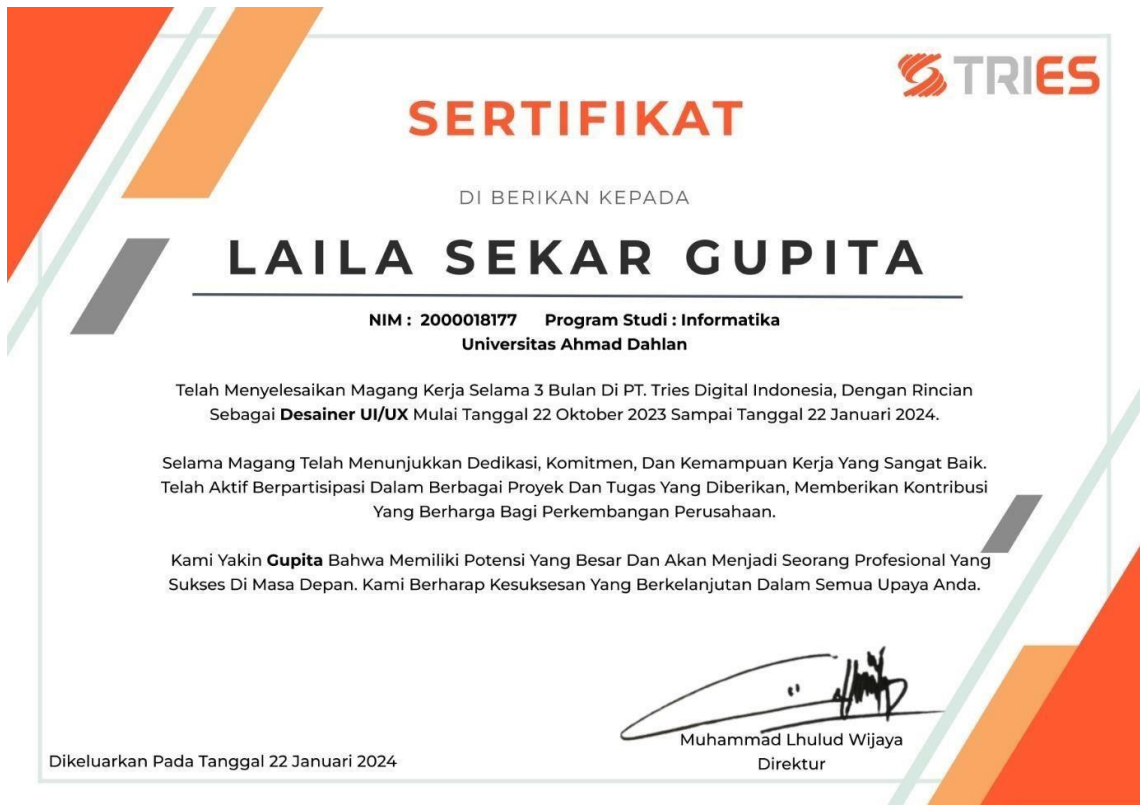 TRIES
SERTIFIKAT
DI BERIKAN KEPADA
LAILA SEKAR GUPITA
NIM : 2000018177 Program Studi : Informatika
Universitas Ahmad Dahlan
Telah Menyelesaikan Magang Kerja Selama 3 Bulan Di PT. Tries Digital Indonesia, Dengan Rincian
Sebagai Desainer UI/UX Mulai Tanggal 22 Oktober 2023 Sampai Tanggal 22 Januari 2024.
Selama Magang Telah Menunjukkan Dedikasi, Komitmen, Dan Kemampuan Kerja Yang Sangat Baik.
Telah Aktif Berpartisipasi Dalam Berbagai Proyek Dan Tugas Yang Diberikan, Memberikan Kontribusi
Yang Berharga Bagi Perkembangan Perusahaan.
Kami Yakin Gupita Bahwa Memiliki Potensi Yang Besar Dan Akan Menjadi Seorang Profesional Yang
Sukses Di Masa Depan. Kami Berharap Kesuksesan Yang Berkelanjutan Dalam Semua Upaya Anda.
Muhammad Lhulud Wijaya
Direktur
Dikeluarkan Pada Tanggal 22 Januari 2024